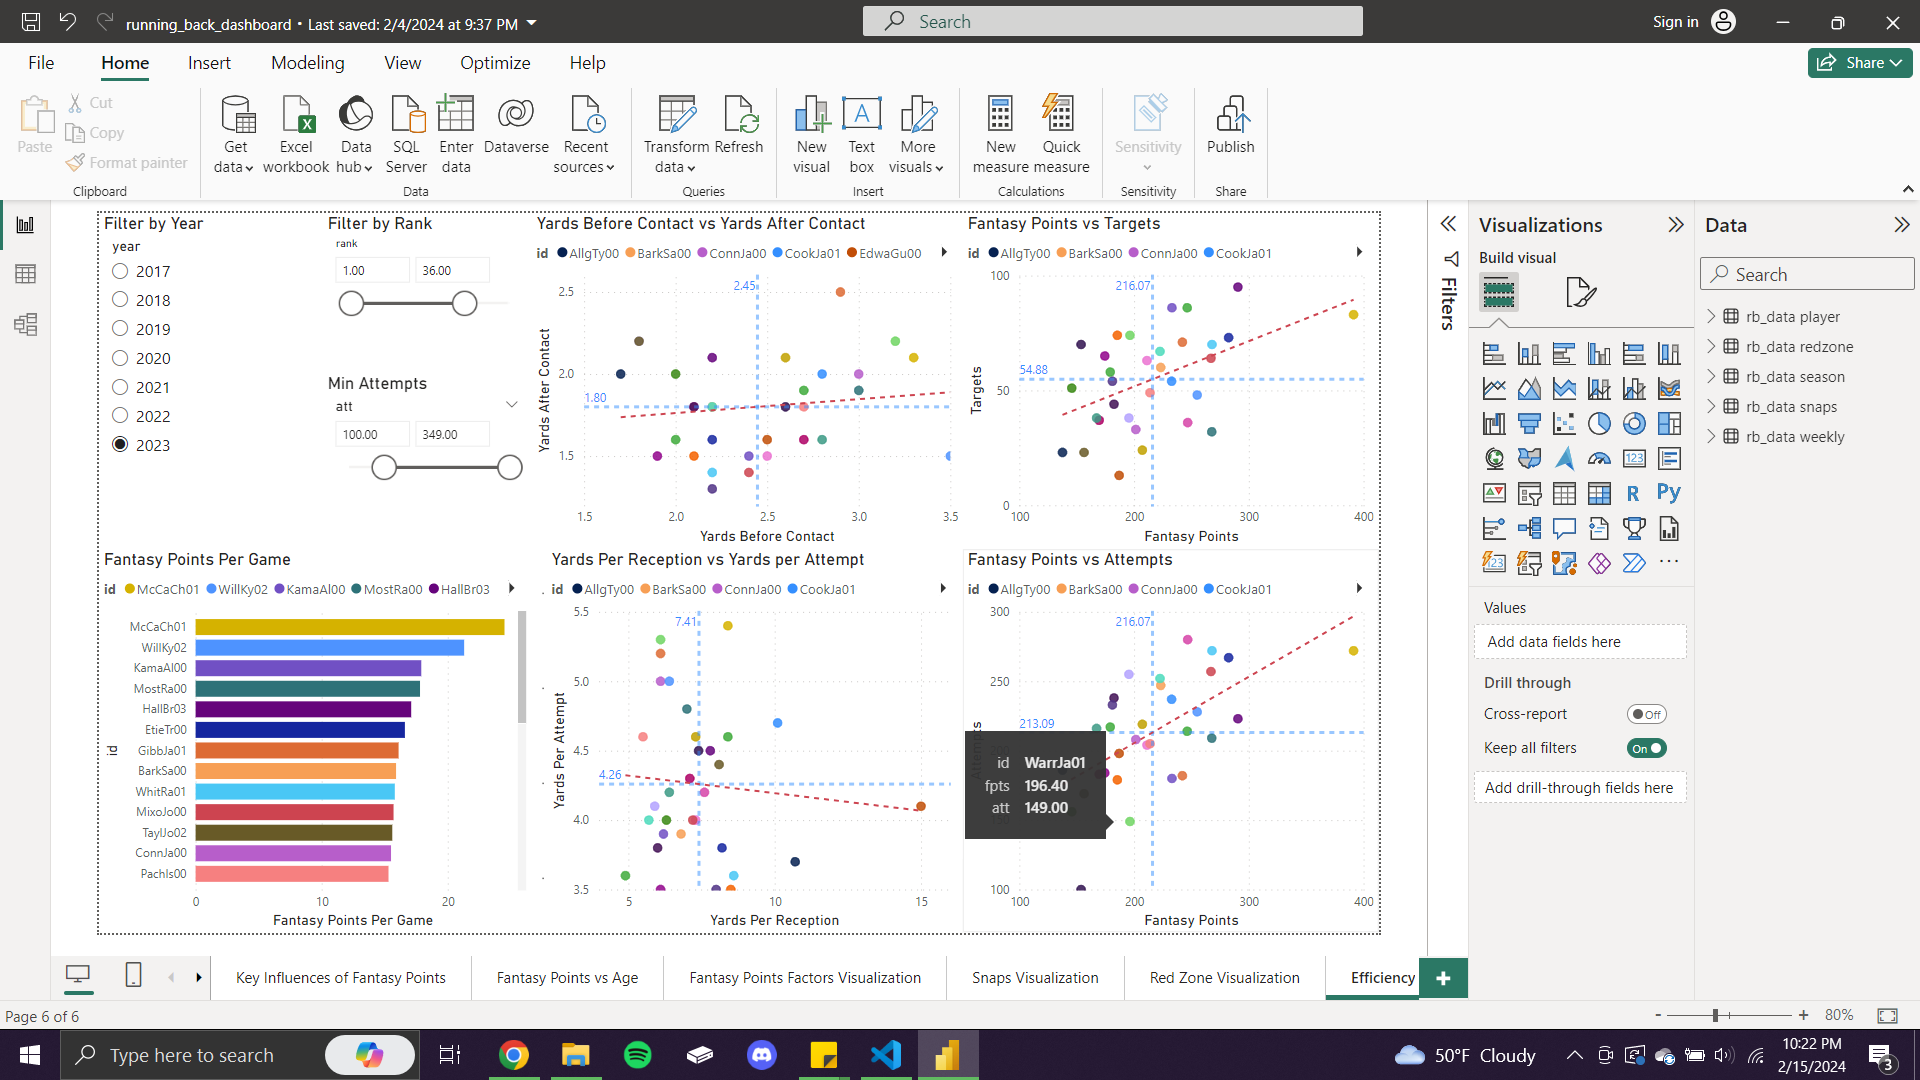 running_back_dashboard • Last saved: 2/4/2024 at 9:37 PM
Search
Sign in
File Home Insert Modeling View Optimize Help
Share
Paste
Cut
Copy
Format painter
Clipboard
Get data
Excel workbook
Data hub
SQL Server
Enter data
Dataverse
Recent sources
Data
Transform data
Refresh
Queries
New visual
Text box
More visuals
Insert
New measure
Quick measure
Calculations
Sensitivity
Sensitivity
Publish
Share
Filter by Year
year
2017
2018
2019
2020
2021
2022
2023
Filter by Rank
rank
1.00 36.00
Min Attempts
att
100.00 349.00
Yards Before Contact vs Yards After Contact
id AllgTy00 BarkSa00 ConnJa00 CookJa01 EdwaGu00
Yards After Contact
2.5
2.0
1.5
2.45
1.80
1.5 2.0 2.5 3.0 3.5
Yards Before Contact
Fantasy Points vs Targets
id AllgTy00 BarkSa00 ConnJa00 CookJa01
Targets
100
50
0
216.07
54.88
100 200 300 400
Fantasy Points
Fantasy Points Per Game
id McCaCh01 WillKy02 KamaAl00 MostRa00 HallBr03
id
McCaCh01
WillKy02
KamaAl00
MostRa00
HallBr03
EtieTr00
GibbJa01
BarkSa00
WhitRa01
MixoJo00
TaylJo02
ConnJa00
PachIs00
0 10 20
Fantasy Points Per Game
Yards Per Reception vs Yards per Attempt
id AllgTy00 BarkSa00 ConnJa00 CookJa01
Yards Per Attempt
5.5
5.0
4.5
4.0
3.5
7.41
4.26
5 10 15
Yards Per Reception
Fantasy Points vs Attempts
id AllgTy00 BarkSa00 ConnJa00 CookJa01
300
250
100
216.07
213.09
id WarrJa01
fpts 196.40
att 149.00
100 200 300 400
Fantasy Points
Filters
Visualizations
Build visual
123
R
Py
123
Values
Add data fields here
Drill through
Cross-report
Off
Keep all filters
On
Add drill-through fields here
Data
Search
rb_data player
rb_data redzone
rb_data season
rb_data snaps
rb_data weekly
Key Influences of Fantasy Points
Fantasy Points vs Age
Fantasy Points Factors Visualization
Snaps Visualization
Red Zone Visualization
Efficiency
Page 6 of 6
- + 80%
Type here to search
50°F Cloudy
10:22 PM
2/15/2024
3